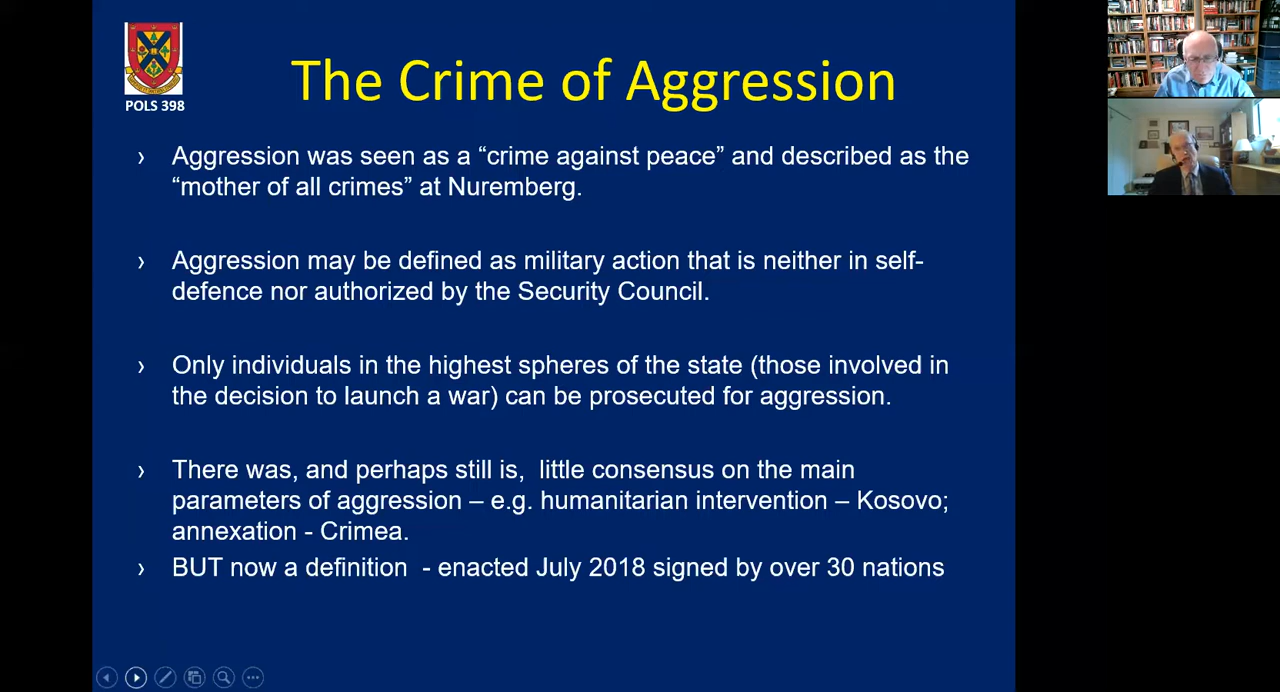 The Crime of Aggression
POLS 398
› Aggression was seen as a “crime against peace” and described as the
“mother of all crimes” at Nuremberg.
› Aggression may be defined as military action that is neither in self-
defence nor authorized by the Security Council.
› Only individuals in the highest spheres of the state (those involved in
the decision to launch a war) can be prosecuted for aggression.
› There was, and perhaps still is,  little consensus on the main
parameters of aggression – e.g. humanitarian intervention – Kosovo;
annexation - Crimea.
› BUT now a definition  - enacted July 2018 signed by over 30 nations